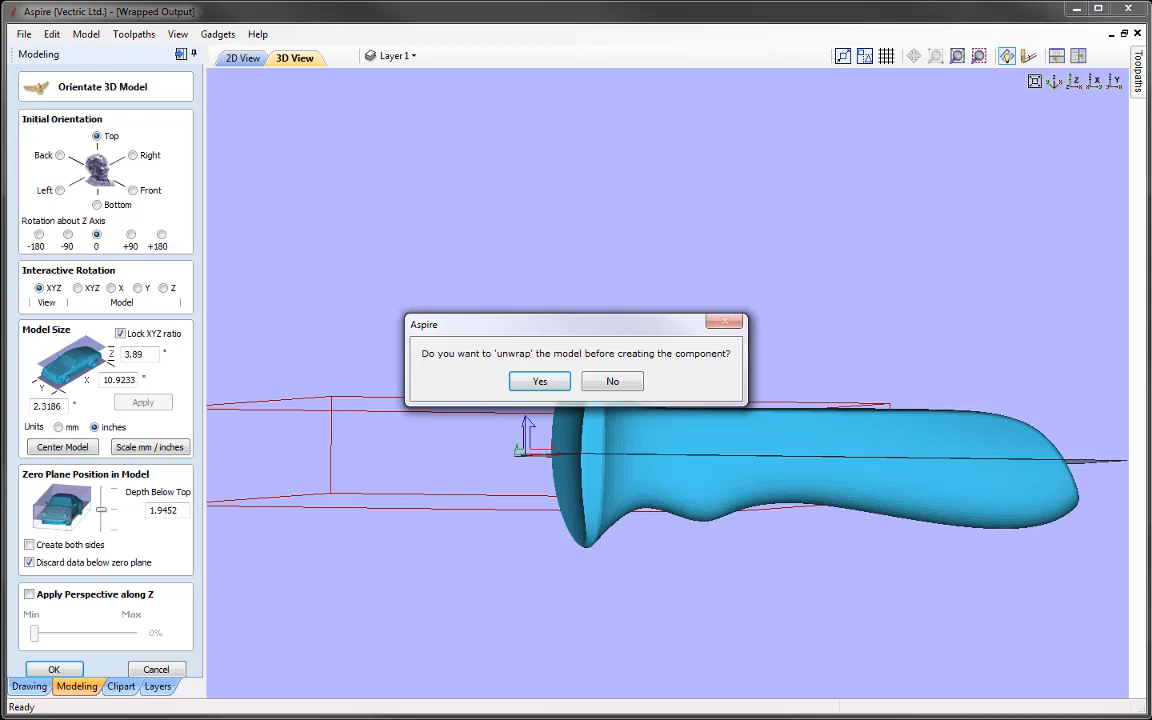 Aspire {Vectric Ltd.} - [Wrapped Output]
File Edit Model Toolpaths View Gadgets Help
Modeling
2D View 3D View Layer 1
Toolpaths
Orientate 3D Model
Initial Orientation
Top
Back Right
Left Front
Bottom
Rotation about Z Axis
-180 -90 0 +90 +180
Interactive Rotation
XYZ XYZ X Y Z
View Model
Model Size
Lock XYZ ratio
Z 3.89 "
X 10.9233 "
Y
2.3186 "
Apply
Units mm inches
Center Model Scale mm / inches
Zero Plane Position in Model
Depth Below Top
1.9452
Create both sides
Discard data below zero plane
Apply Perspective along Z
Min Max
0%
OK Cancel
Drawing Modeling Clipart Layers
Ready
Aspire
Do you want to 'unwrap' the model before creating the component?
Yes No
Z X Y